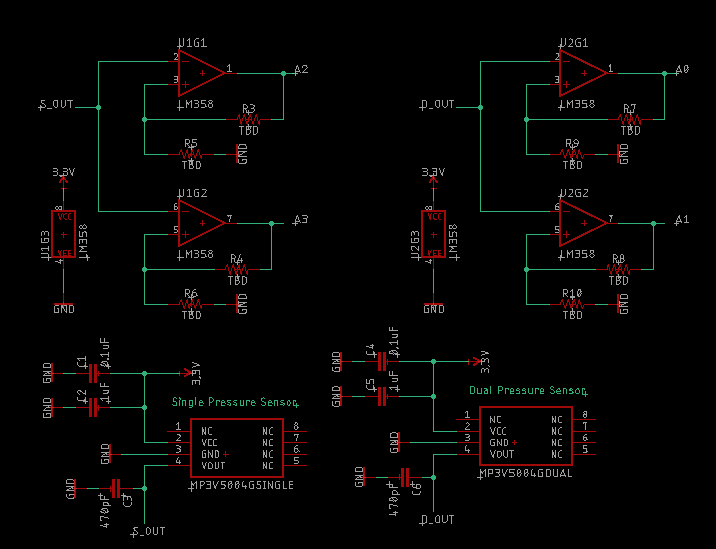 U1G1
2
3
1
A2
LM358
S_OUT
R3
TBD
R5
TBD
GND
U2G1
2
3
1
A0
LM358
D_OUT
R7
TBD
R9
TBD
GND
3.3V
8
VCC
VEE
4
U1G3
LM358
GND
U1G2
6
5
7
A3
LM358
R4
TBD
R6
TBD
GND
3.3V
8
VCC
VEE
4
U2G3
LM358
GND
U2G2
6
5
7
A1
LM358
R8
TBD
R10
TBD
GND
GND
C1
0.1uF
3.3V
GND
C2
1uF
Single Pressure Sensor
1 NC NC 8
2 VCC NC 7
3 GND NC 6
4 VOUT NC 5
MP3V5004GSINGLE
GND
GND
470pF
C3
S_OUT
GND
C4
0.1uF
3.3V
GND
C5
1uF
Dual Pressure Sensor
1 NC NC 8
2 VCC NC 7
3 GND NC 6
4 VOUT NC 5
MP3V5004GDUAL
GND
GND
470pF
C6
D_OUT